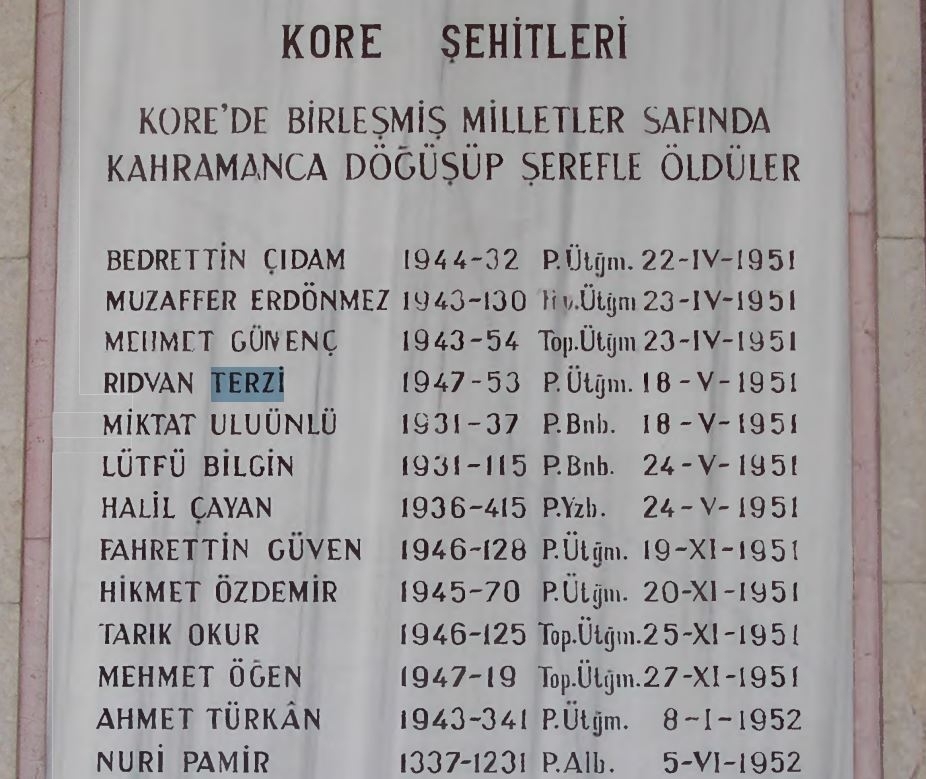 KORE ŞEHİTLERİ
KORE'DE BİRLEŞMİŞ MİLLETLER SAFINDA
KAHRAMANCA DÖĞÜŞÜP ŞEREFLE ÖLDÜLER
BEDRETTİN ÇIDAM 1944-32 P.Ütğm. 22-IV-1951
MUZAFFER ERDÖNMEZ 1943-130 Ütğm 23-IV-1951
MEHMET GÜVENÇ 1943-54 Top.Ütğm 23-IV-1951
RIDVAN TERZİ 1947-53 P.Ütğm. 18-V-1951
MİKTAT ULUÜNLÜ 1931-37 P.Bnb. 18-V-1951
LÜTFÜ BİLGİN 1931-115 P.Bnb. 24-V-1951
HALİL ÇAYAN 1936-415 P.Yzb. 24-V-1951
FAHRETTİN GÜVEN 1946-128 P.Ütğm. 19-XI-1951
HİKMET ÖZDEMİR 1945-70 P.Ütğm. 20-XI-1951
TARIK OKUR 1946-125 Top.Ütğm. 25-XI-1951
MEHMET ÖĞEN 1947-19 Top.Ütğm. 27-XI-1951
AHMET TÜRKÂN 1943-341 P.Ütğm. 8-I-1952
NURİ PAMİR 1337-1231 P.Alb. 5-VI-1952